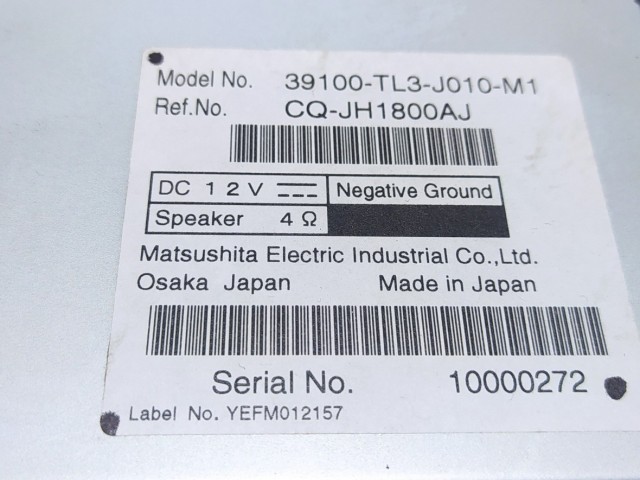 Model No. 39100-TL3-J010-M1
Ref.No. CQ-JH1800AJ
DC 12V Negative Ground
Speaker 4Ω
Matsushita Electric Industrial Co.,Ltd.
Osaka Japan Made in Japan
Serial No. 10000272
Label No. YEFM012157